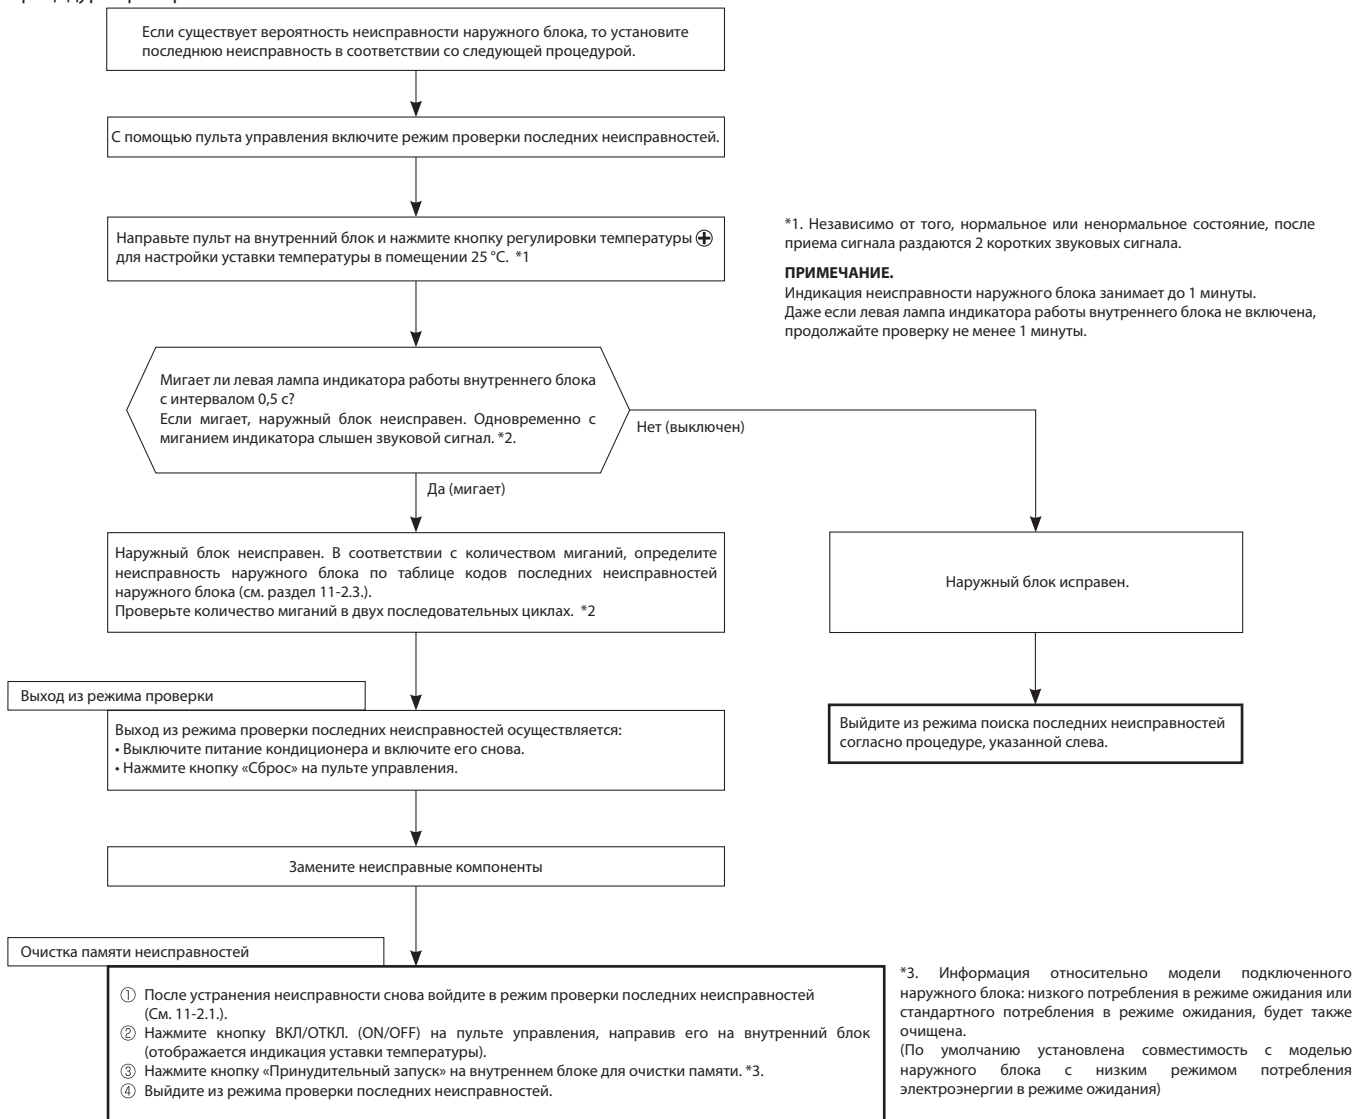 Если существует вероятность неисправности наружного блока, то установите
последнюю неисправность в соответствии со следующей процедурой.
С помощью пульта управления включите режим проверки последних неисправностей.
Направьте пульт на внутренний блок и нажмите кнопку регулировки температуры ⊕
для настройки уставки температуры в помещении 25 °С. *1
*1. Независимо от того, нормальное или ненормальное состояние, после
приема сигнала раздаются 2 коротких звуковых сигнала.
ПРИМЕЧАНИЕ.
Индикация неисправности наружного блока занимает до 1 минуты.
Даже если левая лампа индикатора работы внутреннего блока не включена,
продолжайте проверку не менее 1 минуты.
Мигает ли левая лампа индикатора работы внутреннего блока
с интервалом 0,5 с?
Если мигает, наружный блок неисправен. Одновременно с
миганием индикатора слышен звуковой сигнал. *2.
Нет (выключен)
Да (мигает)
Наружный блок неисправен. В соответствии с количеством миганий, определите
неисправность наружного блока по таблице кодов последних неисправностей
наружного блока (см. раздел 11-2.3.).
Проверьте количество миганий в двух последовательных циклах. *2
Наружный блок исправен.
Выход из режима проверки
Выход из режима проверки последних неисправностей осуществляется:
• Выключите питание кондиционера и включите его снова.
• Нажмите кнопку «Сброс» на пульте управления.
Выйдите из режима поиска последних неисправностей
согласно процедуре, указанной слева.
Замените неисправные компоненты
Очистка памяти неисправностей
① После устранения неисправности снова войдите в режим проверки последних неисправностей
(См. 11-2.1.).
② Нажмите кнопку ВКЛ/ОТКЛ. (ON/OFF) на пульте управления, направив его на внутренний блок
(отображается индикация уставки температуры).
③ Нажмите кнопку «Принудительный запуск» на внутреннем блоке для очистки памяти. *3.
④ Выйдите из режима проверки последних неисправностей.
*3. Информация относительно модели подключенного
наружного блока: низкого потребления в режиме ожидания или
стандартного потребления в режиме ожидания, будет также
очищена.
(По умолчанию установлена совместимость с моделью
наружного блока с низким режимом потребления
электроэнергии в режиме ожидания)